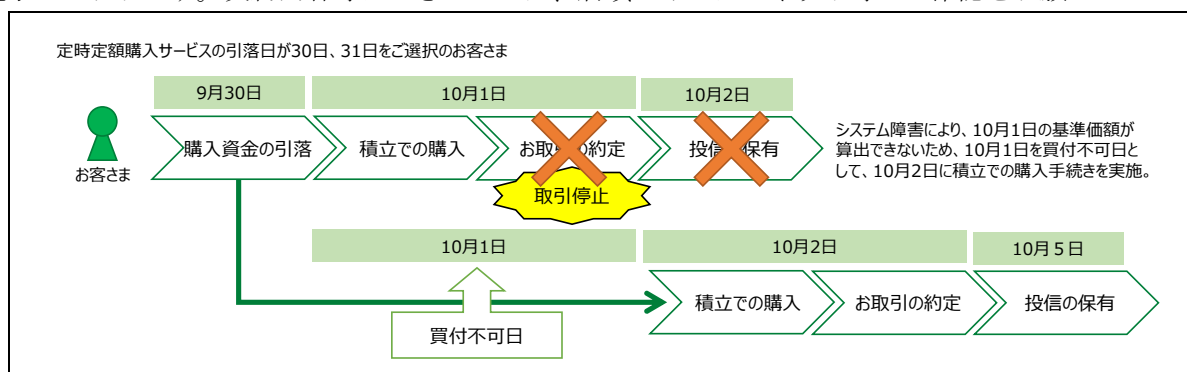 定時定額購入サービスの引落日が30日、31日をご選択のお客さま
9月30日
10月1日
10月2日
お客さま
購入資金の引落
積立での購入
お取引の約定
投信の保有
取引停止
システム障害により、10月1日の基準価額が
算出できないため、10月1日を買付不可日と
して、10月2日に積立での購入手続きを実施。
10月1日
10月2日
10月５日
積立での購入
お取引の約定
投信の保有
買付不可日